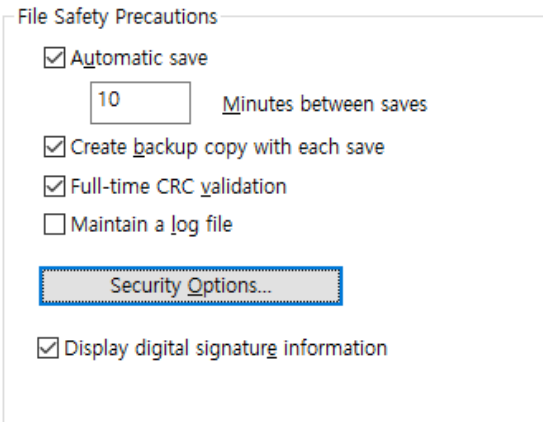 File Safety Precautions
Automatic save
10
Minutes between saves
Create backup copy with each save
Full-time CRC validation
Maintain a log file
Security Options...
Display digital signature information